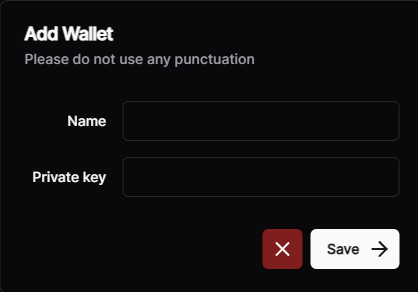 Add Wallet
Please do not use any punctuation
Name
Private key
Save